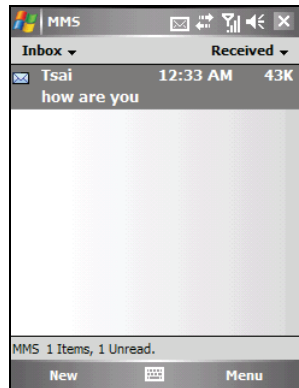 MMS
Inbox Received
Tsai 12:33 AM 43K
how are you
MMS 1 Items, 1 Unread.
New Menu